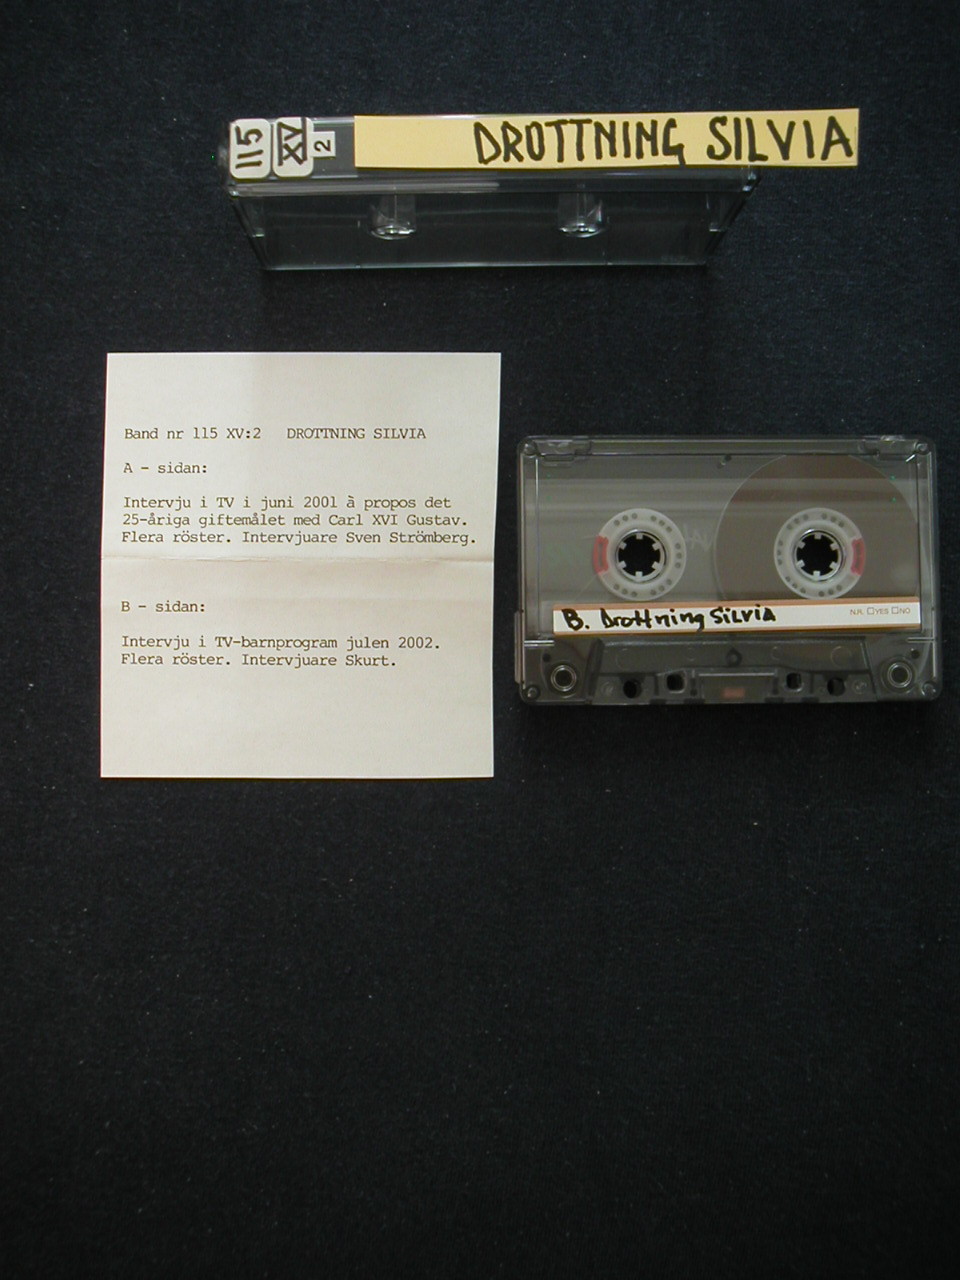 115
XV
2
DROTTNING SILVIA
Band nr 115 XV:2 DROTTNING SILVIA
A - sidan:
Intervju i TV i juni 2001 à propos det
25-åriga giftemålet med Carl XVI Gustav.
Flera röster. Intervjuare Sven Strömberg.
B - sidan:
Intervju i TV-barnprogram julen 2002.
Flera röster. Intervjuare Skurt.
B. Drottning Silvia
N.R. YES NO